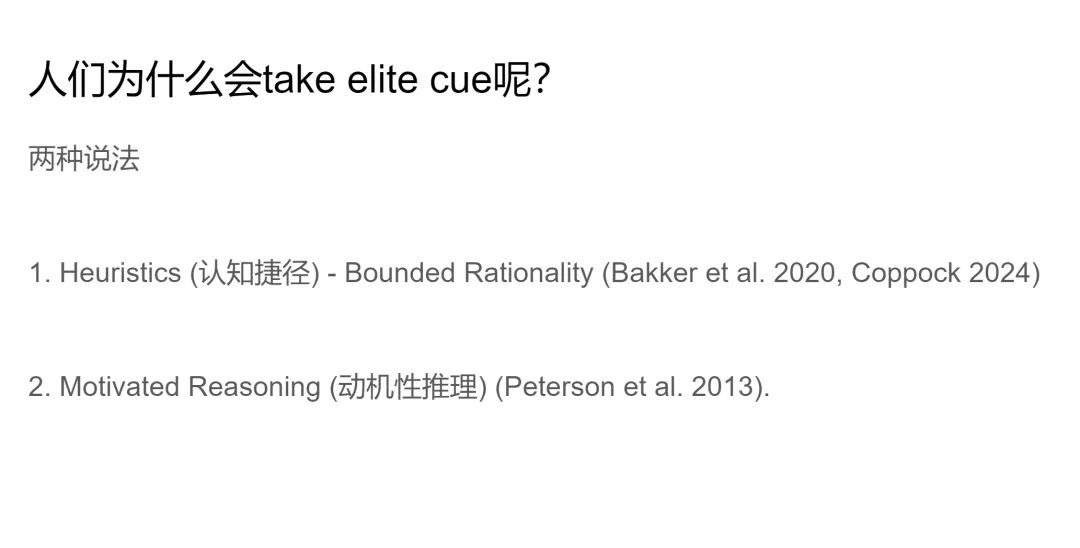 人们为什么会take elite cue呢？
两种说法
1. Heuristics (认知捷径) - Bounded Rationality (Bakker et al. 2020, Coppock 2024)
2. Motivated Reasoning (动机性推理) (Peterson et al. 2013).